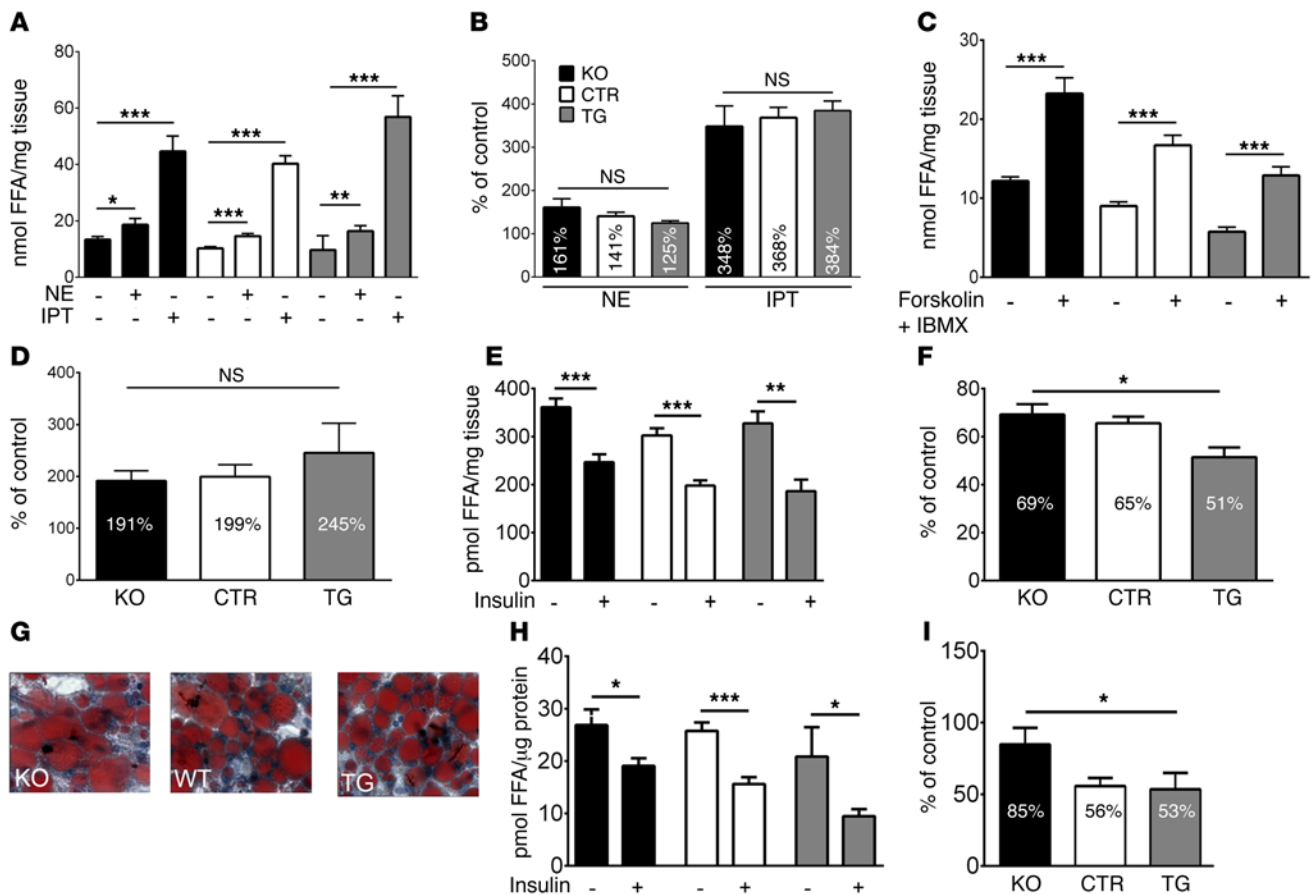 A
nmol FFA/mg tissue
80
60
40
20
0
*
***
***
***
**
***
NE - + - - + - - + -
IPT - - + - - + - - +
B
% of control
500
400
300
200
100
0
KO
CTR
TG
NS
NS
161%
141%
125%
348%
368%
384%
NE IPT
C
nmol FFA/mg tissue
30
20
10
0
***
***
***
Forskolin - + - + - +
+ IBMX
D
% of control
400
300
200
100
0
NS
191%
199%
245%
KO CTR TG
E
pmol FFA/mg tissue
400
300
200
100
0
***
***
**
Insulin - + - + - +
F
% of control
80
60
40
20
0
*
69%
65%
51%
KO CTR TG
G
KO
WT
TG
H
pmol FFA/µg protein
40
30
20
10
0
*
***
*
Insulin - + - + - +
I
% of control
150
100
50
0
*
85%
56%
53%
KO CTR TG